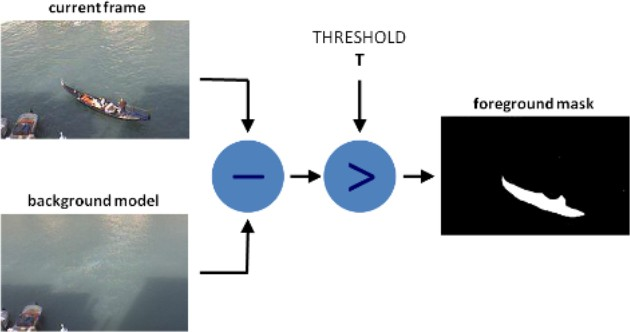 current frame
THRESHOLD
T
foreground mask
background model
−
>